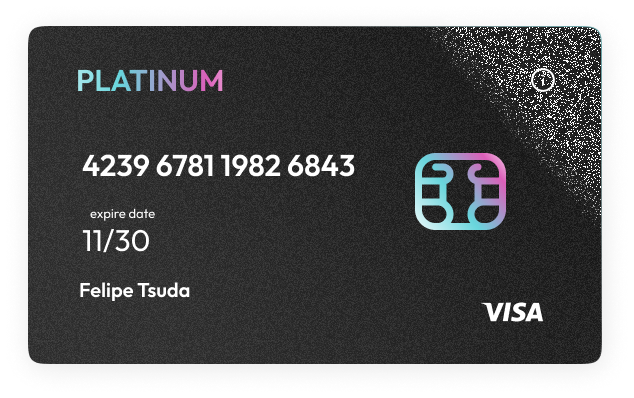 PLATINUM
4239 6781 1982 6843
expire date
11/30
Felipe Tsuda
VISA